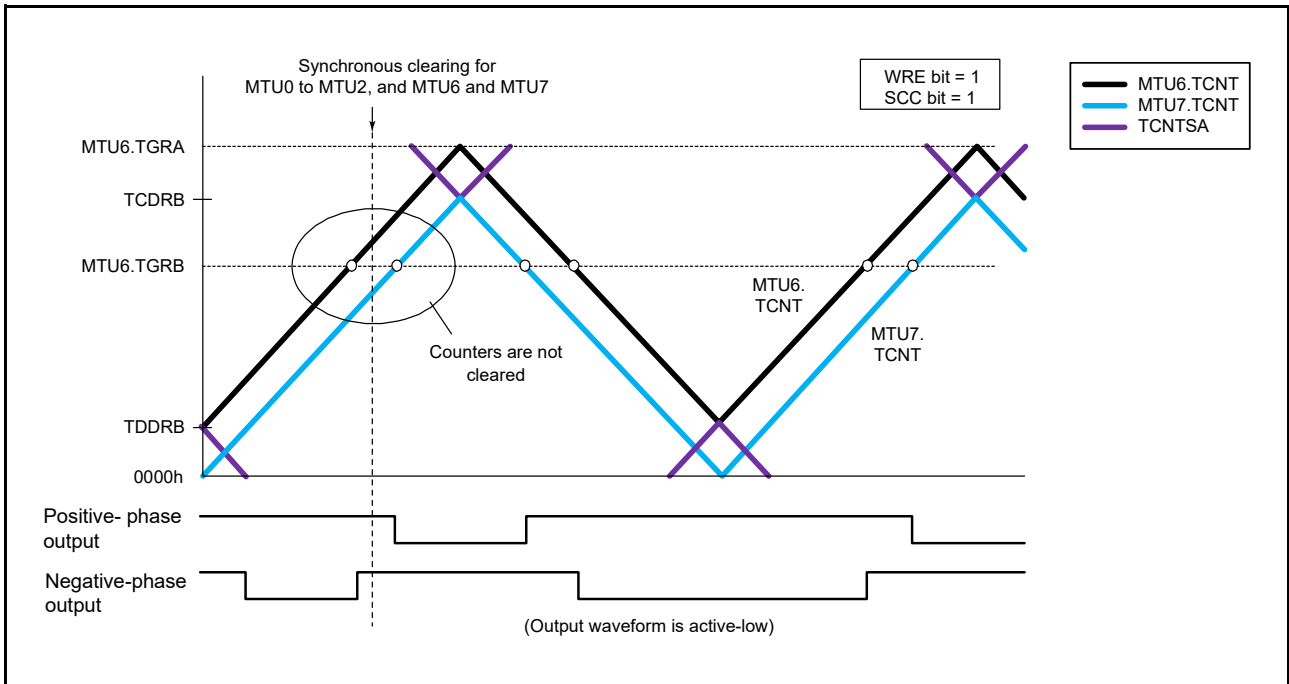 Synchronous clearing for
MTU0 to MTU2, and MTU6 and MTU7
WRE bit = 1
SCC bit = 1
MTU6.TCNT
MTU7.TCNT
TCNTSA
MTU6.TGRA
TCDRB
MTU6.TGRB
TDDRB
0000h
Counters are not
cleared
MTU6.
TCNT
MTU7.
TCNT
Positive- phase
output
Negative-phase
output
(Output waveform is active-low)